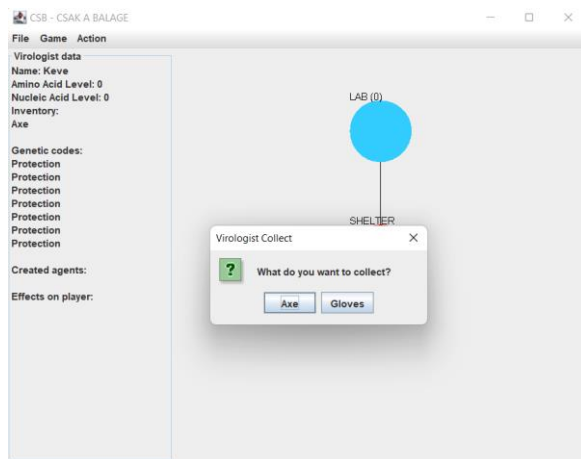 CSB - CSAK A BALAGE
File Game Action
Virologist data
Name: Keve
Amino Acid Level: 0
Nucleic Acid Level: 0
Inventory:
Axe
Genetic codes:
Protection
Protection
Protection
Protection
Protection
Protection
Protection
Created agents:
Effects on player:
LAB (0)
SHELTER
Virologist Collect
What do you want to collect?
Axe Gloves